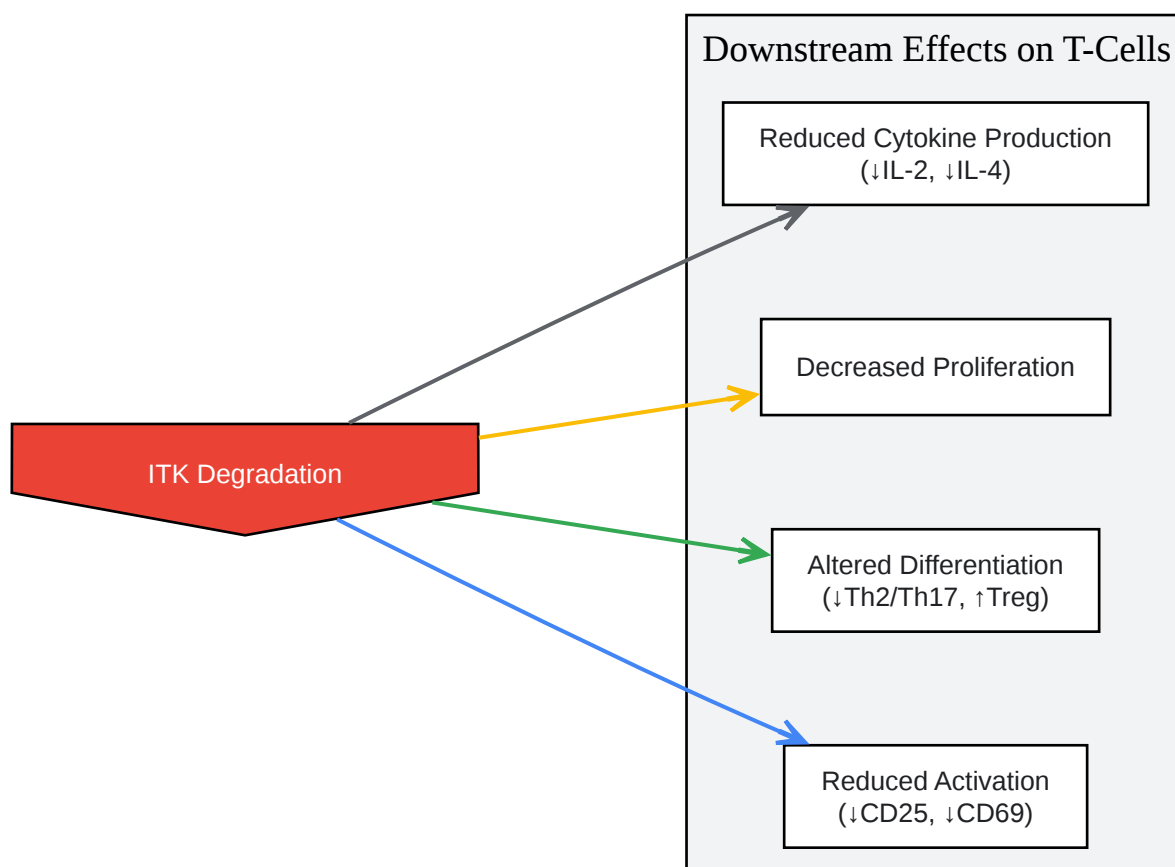 Downstream Effects on T-Cells
Reduced Cytokine Production
(↓IL-2, ↓IL-4)
Decreased Proliferation
ITK Degradation
Altered Differentiation
(↓Th2/Th17, ↑Treg)
Reduced Activation
(↓CD25, ↓CD69)